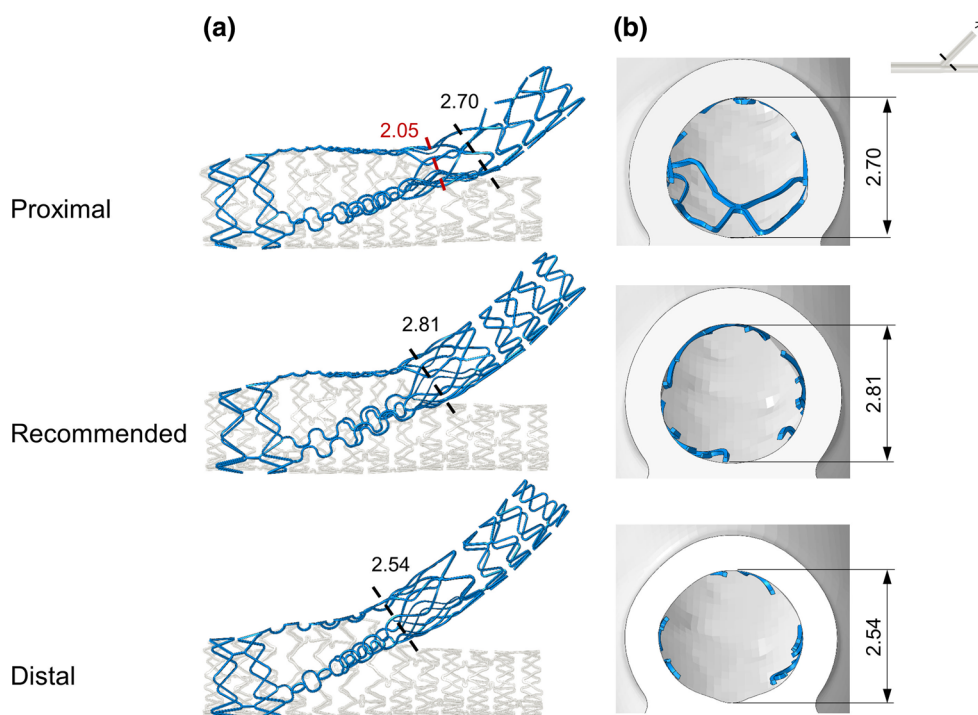 (a)
(b)
Proximal
2.05
2.70
2.70
Recommended
2.81
2.81
Distal
2.54
2.54